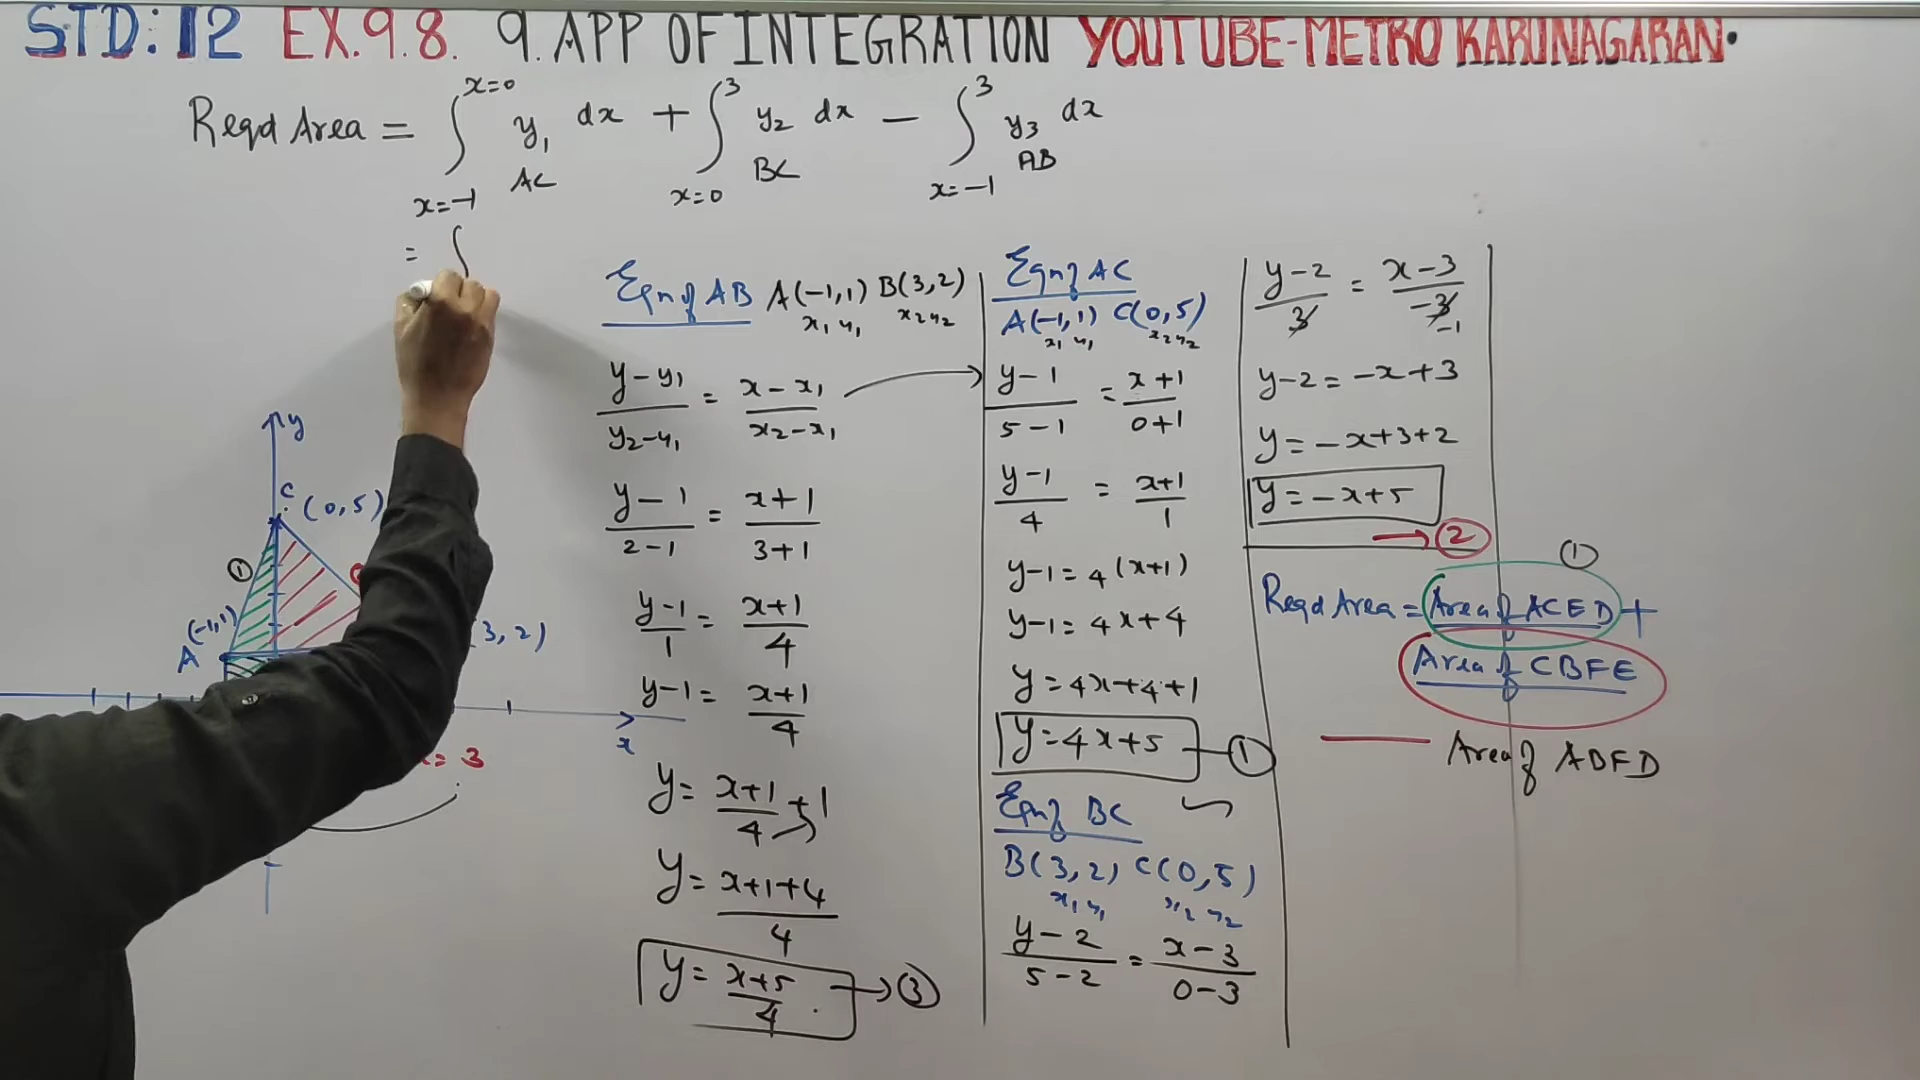 STD: 12 EX.9.8. 9. APP OF INTEGRATION YOUTUBE-METRO KARUNAGARAN.
Reqd Area = ∫_{x=-1}^{x=0} y₁ dx + ∫_{x=0}^{3} y₂ dx - ∫_{x=-1}^{3} y₃ dx
AC BC AB
= ∫
y
C (0,5)
①
(-1,1)
A
3, 2)
x
= 3
Eqn of AB A(-1,1) B(3,2)
x₁ y₁ x₂ y₂
y-y₁/y₂-y₁ = x-x₁/x₂-x₁
y-1/2-1 = x+1/3+1
y-1/1 = x+1/4
y-1 = x+1/4
y = x+1/4 + 1
y = x+1+4/4
y = x+5/4 → ③
Eqn of AC
A(-1,1) C(0,5)
x₁ y₁ x₂ y₂
y-1/5-1 = x+1/0+1
y-1/4 = x+1/1
y-1 = 4(x+1)
y-1 = 4x+4
y = 4x+4+1
y = 4x+5 — ①
Eqn of BC
B(3,2) C(0,5)
x₁ y₁ x₂ y₂
y-2/5-2 = x-3/0-3
y-2/3 = x-3/-3
-1
y-2 = -x+3
y = -x+3+2
y = -x+5
→ ②
①
Reqd Area = Area of ACED +
Area of CBFE
— Area of ABFD